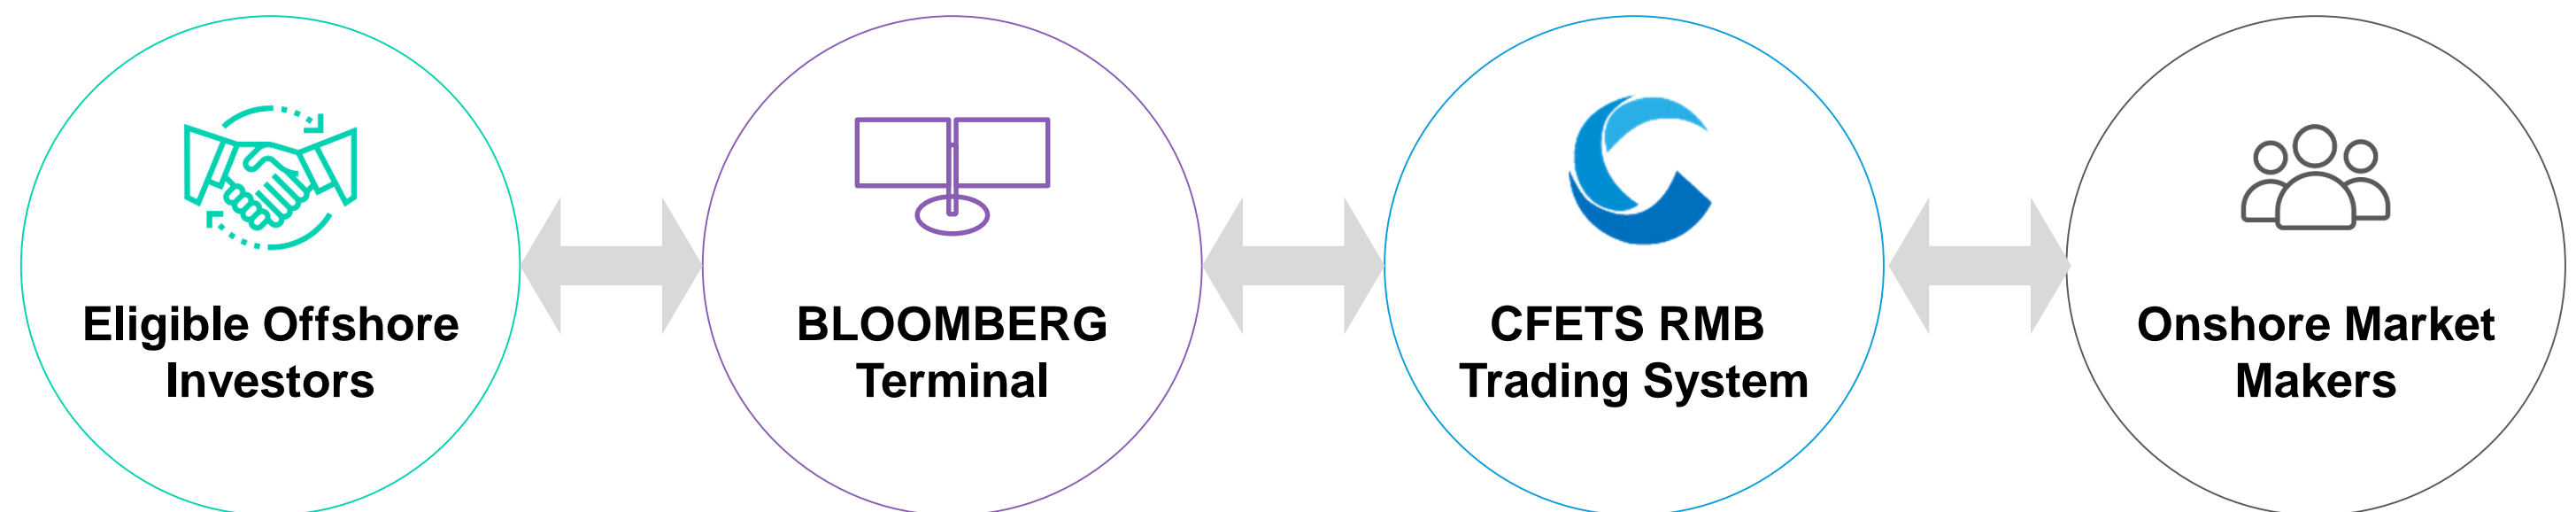 Eligible Offshore
Investors
BLOOMBERG
Terminal
CFETS RMB
Trading System
Onshore Market
Makers